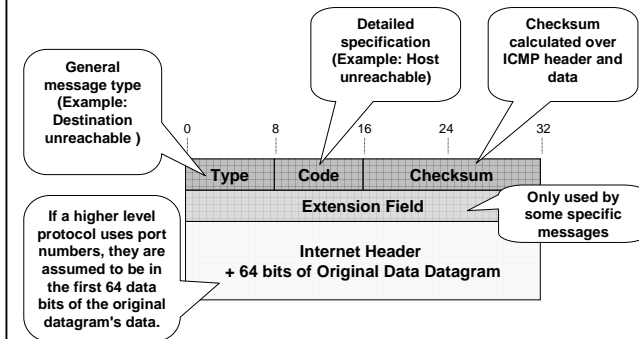 Detailed
specification
(Example: Host
unreachable)
Checksum
calculated over
ICMP header and
data
General
message type
(Example:
Destination
unreachable )
0 8 16 24 32
Type Code Checksum
Extension Field
Only used by
some specific
messages
Internet Header
+ 64 bits of Original Data Datagram
If a higher level
protocol uses port
numbers, they are
assumed to be in
the first 64 data
bits of the original
datagram's data.